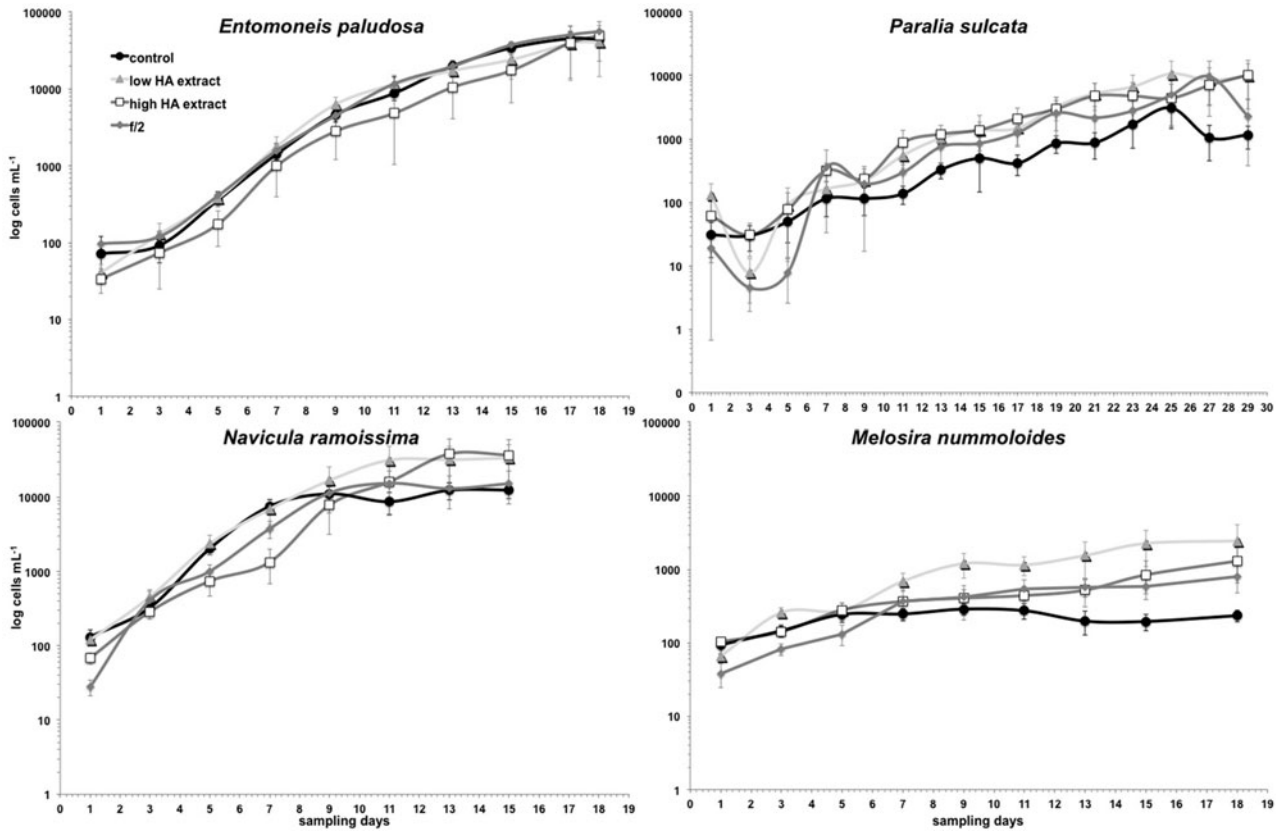 Entomoneis paludosa
100000
10000
1000
100
10
1
log cells mL⁻¹
control
low HA extract
high HA extract
f/2
0 1 2 3 4 5 6 7 8 9 10 11 12 13 14 15 16 17 18 19
Paralia sulcata
100000
10000
1000
100
10
1
0
0 1 2 3 4 5 6 7 8 9 10 11 12 13 14 15 16 17 18 19 20 21 22 23 24 25 26 27 28 29 30
Navicula ramoissima
100000
10000
1000
100
10
1
log cells mL⁻¹
0 1 2 3 4 5 6 7 8 9 10 11 12 13 14 15 16 17 18 19
sampling days
Melosira nummoloides
100000
10000
1000
100
10
1
0 1 2 3 4 5 6 7 8 9 10 11 12 13 14 15 16 17 18 19
sampling days